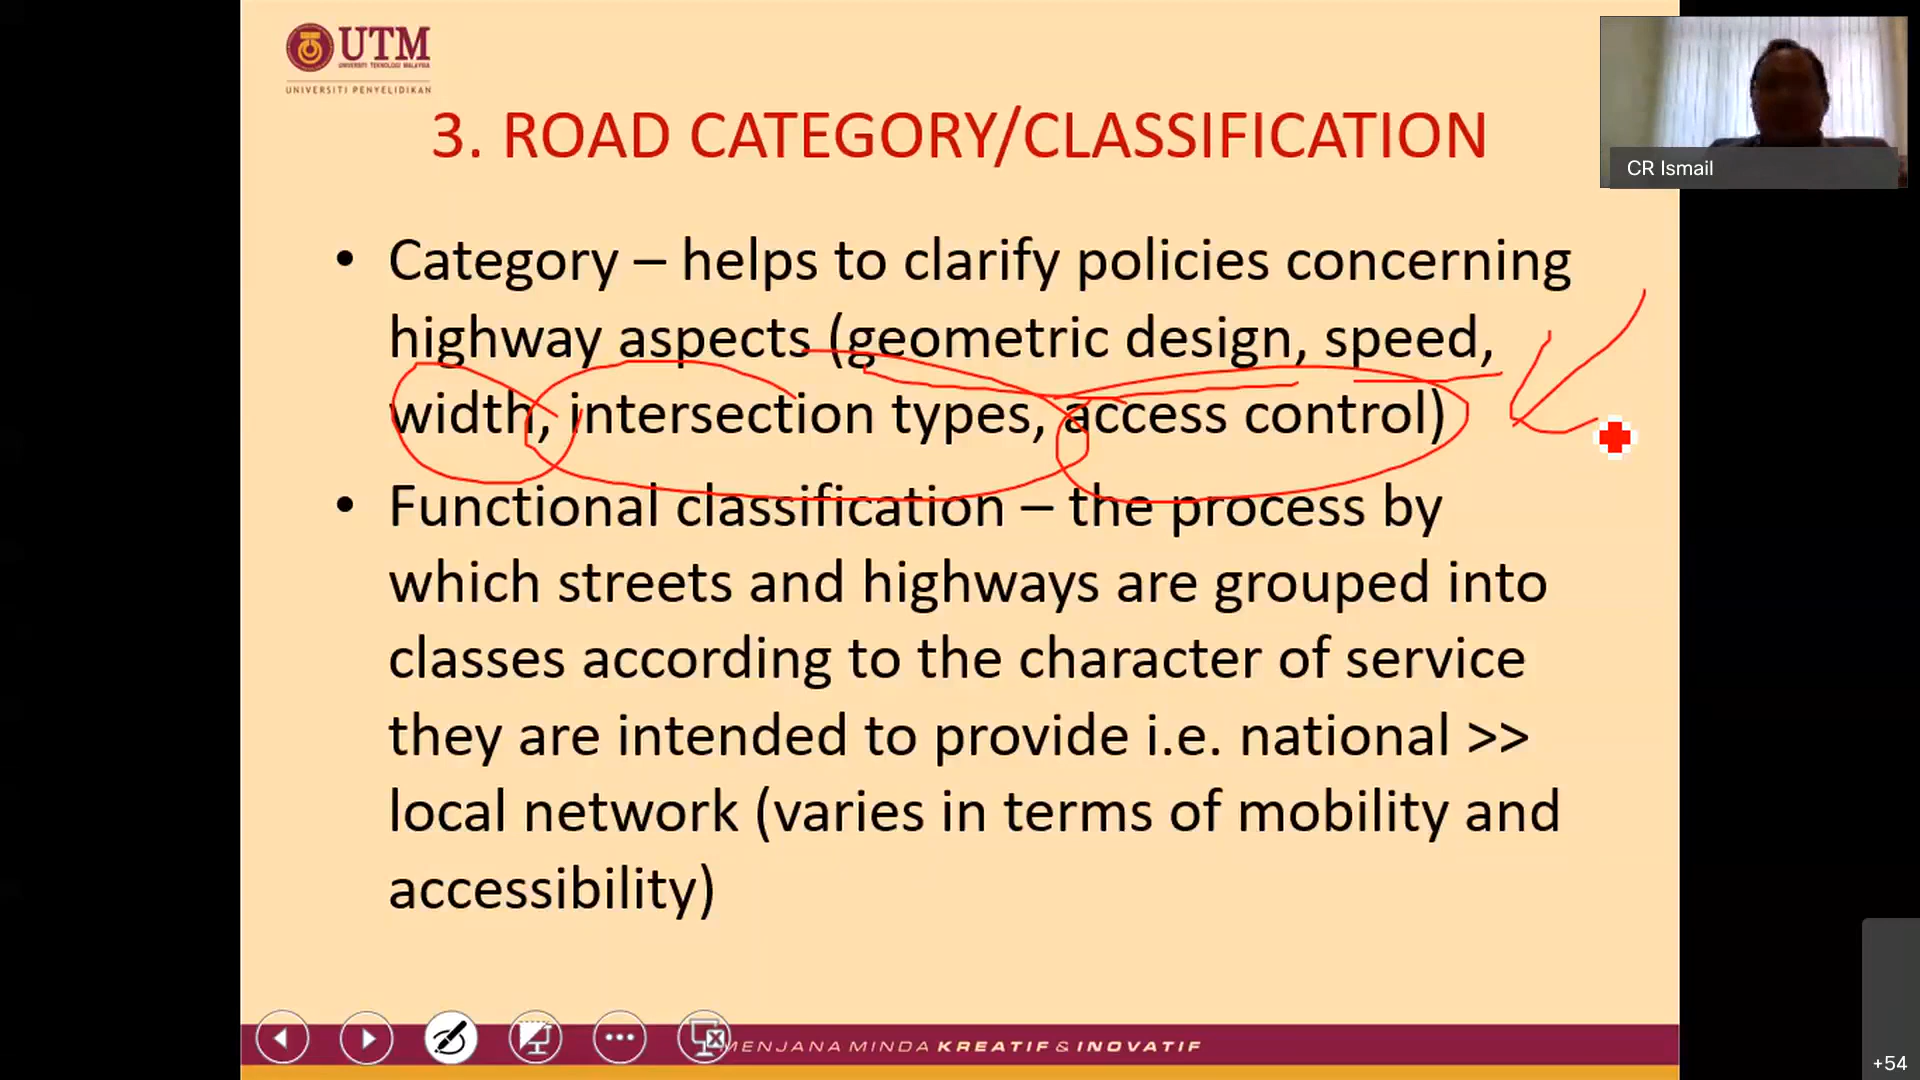 UTM
UNIVERSITI TEKNOLOGI MALAYSIA
UNIVERSITI PENYELIDIKAN
CR Ismail
3. ROAD CATEGORY/CLASSIFICATION
• Category – helps to clarify policies concerning
highway aspects (geometric design, speed,
width, intersection types, access control)
• Functional classification – the process by
which streets and highways are grouped into
classes according to the character of service
they are intended to provide i.e. national >>
local network (varies in terms of mobility and
accessibility)
MENJANA MINDA KREATIF & INOVATIF
+54